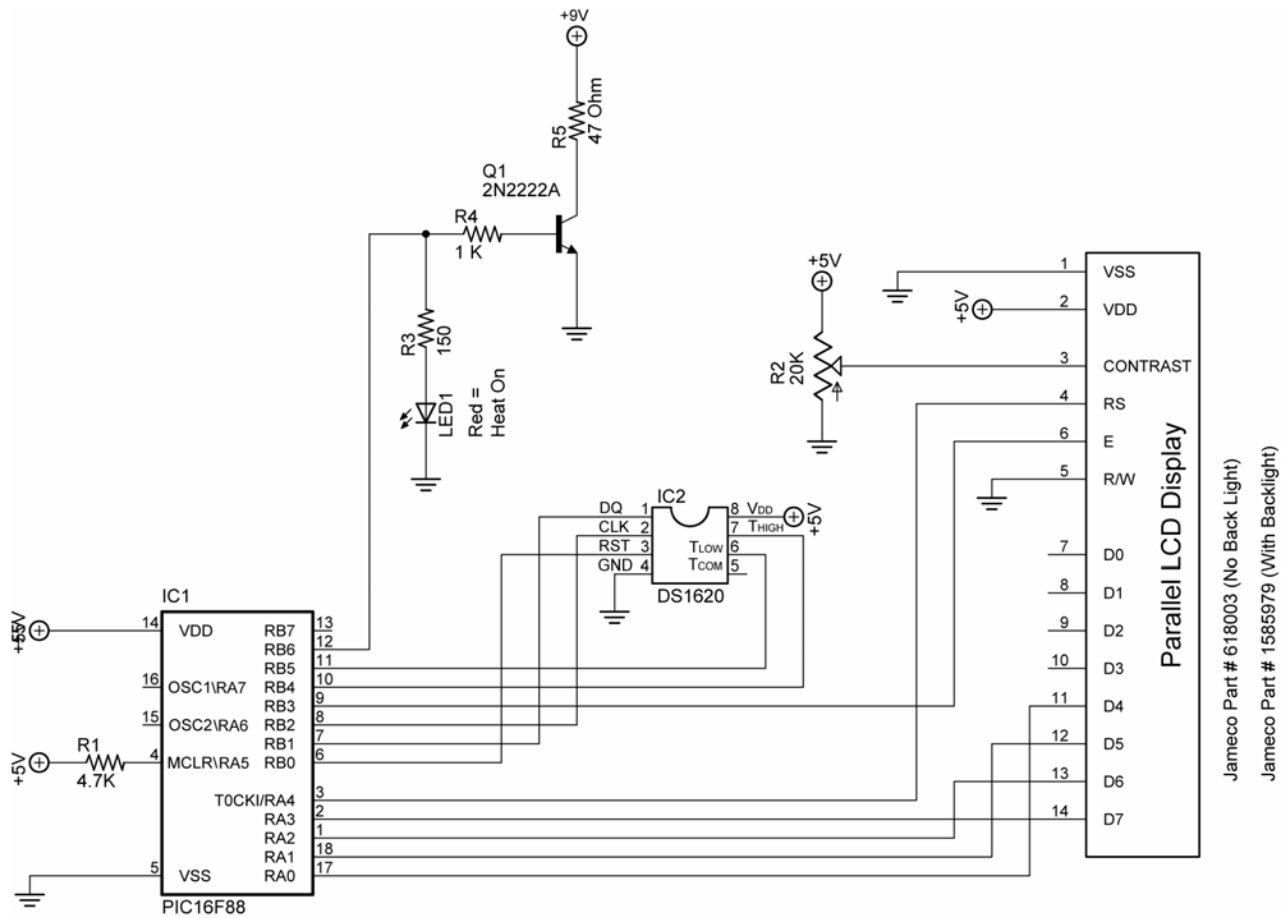 +9V
R5
47 Ohm
Q1
2N2222A
R4
1 K
R3
150
LED1
Red =
Heat On
+5V
R2
20K
+5V
1 VSS
2 VDD
3 CONTRAST
4 RS
6 E
5 R/W
7 D0
8 D1
9 D2
10 D3
11 D4
12 D5
13 D6
14 D7
Parallel LCD Display
Jameco Part # 618003 (No Back Light)
Jameco Part # 1585979 (With Backlight)
IC2
DQ 1
CLK 2
RST 3
GND 4
8 VDD
7 THIGH
TLOW 6
TCOM 5
+5V
DS1620
IC1
14 VDD
16 OSC1\RA7
15 OSC2\RA6
+5V
R1
4.7K
4 MCLR\RA5
5 VSS
RB7 13
RB6 12
RB5 11
RB4 10
RB3 9
RB2 8
RB1 7
RB0 6
T0CKI/RA4 3
RA3 2
RA2 1
RA1 18
RA0 17
PIC16F88